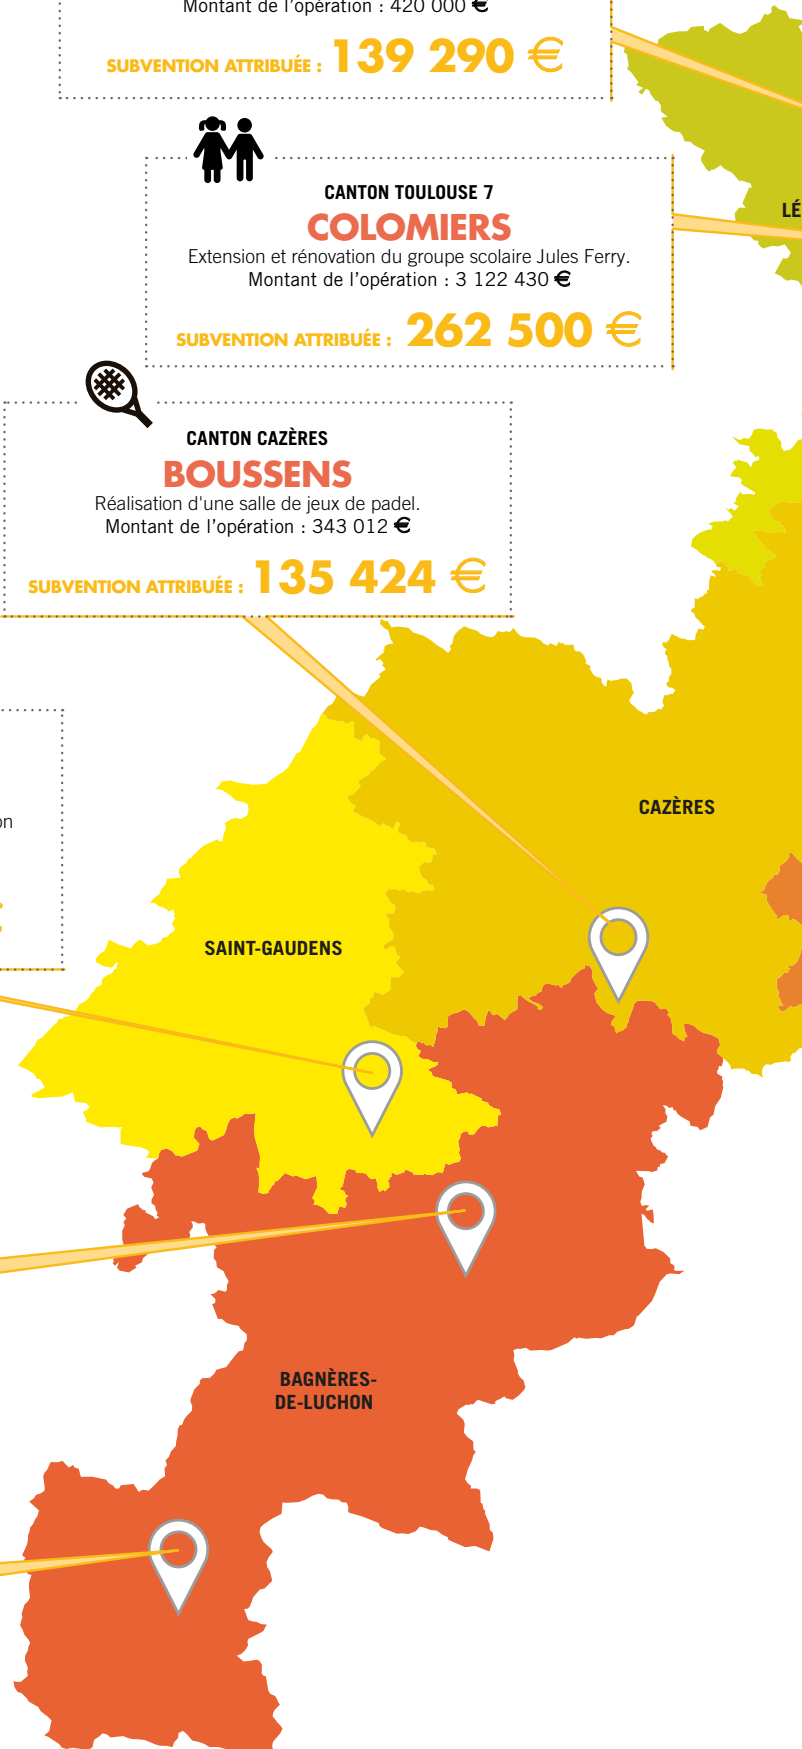 Montant de l'opération : 420 000 €
SUBVENTION ATTRIBUÉE : 139 290 €
CANTON TOULOUSE 7
COLOMIERS
Extension et rénovation du groupe scolaire Jules Ferry.
Montant de l'opération : 3 122 430 €
SUBVENTION ATTRIBUÉE : 262 500 €
LÉ
CANTON CAZÈRES
BOUSSENS
Réalisation d'une salle de jeux de padel.
Montant de l'opération : 343 012 €
SUBVENTION ATTRIBUÉE : 135 424 €
CAZÈRES
on
€
SAINT-GAUDENS
BAGNÈRES-
DE-LUCHON